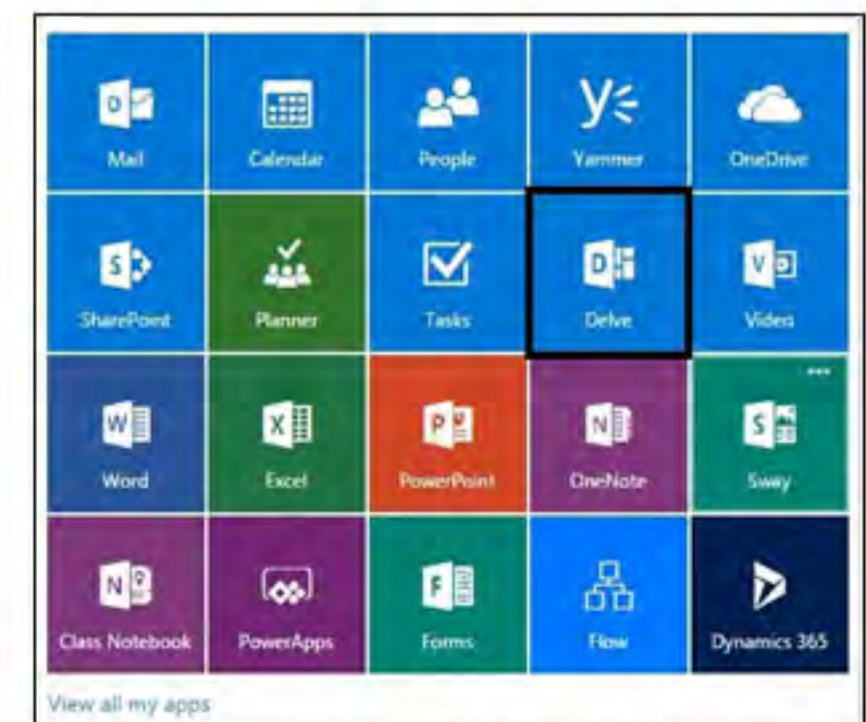 Mail Calendar People Yammer OneDrive
SharePoint Planner Tasks Delve Video
Word Excel PowerPoint OneNote Sway
Class Notebook PowerApps Forms Flow Dynamics 365
View all my apps